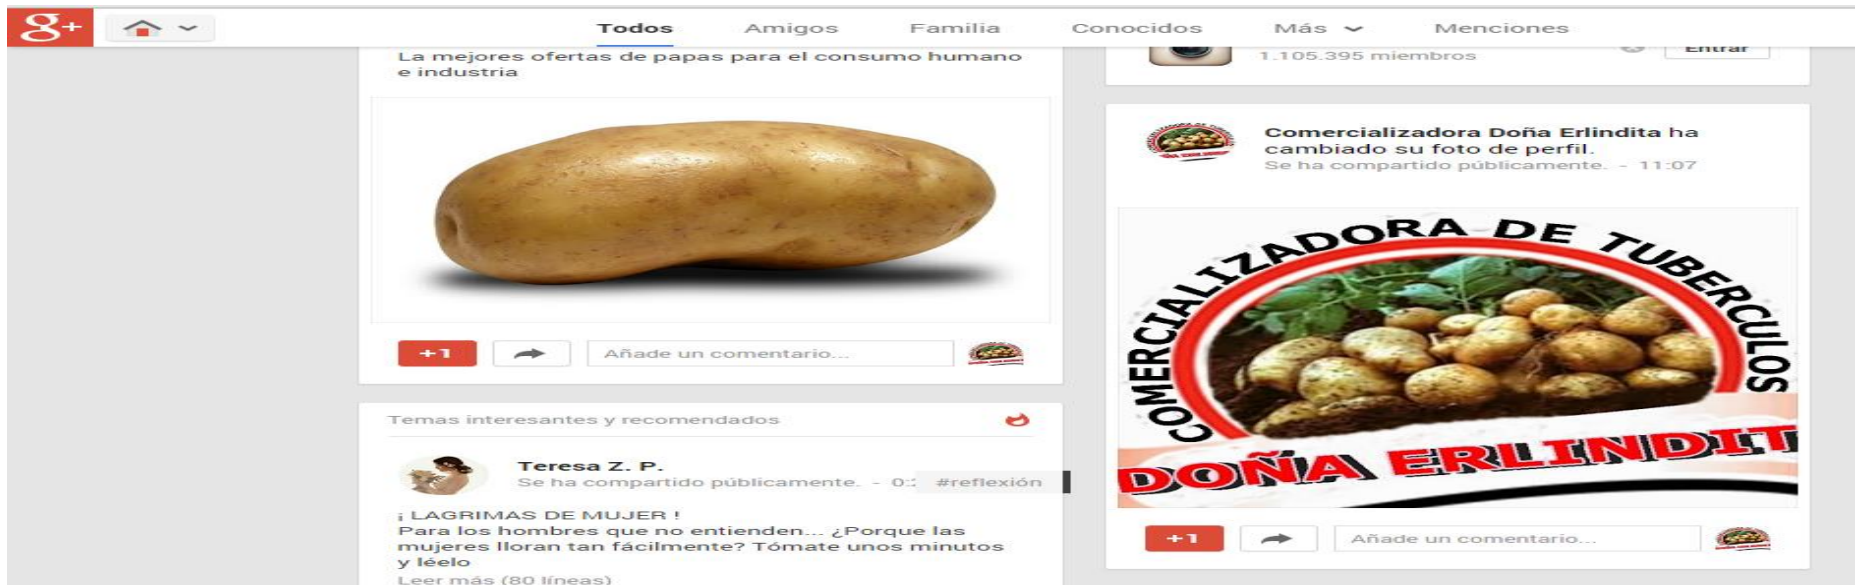 g+
Todos Amigos Familia Conocidos Más Menciones
La mejores ofertas de papas para el consumo humano
e industria
+1 Añade un comentario...
Temas interesantes y recomendados
Teresa Z. P.
Se ha compartido públicamente. - #reflexión
¡ LAGRIMAS DE MUJER !
Para los hombres que no entienden... ¿Porque las
mujeres lloran tan fácilmente? Tómate unos minutos
y léelo
Leer más (80 líneas)
1.105.395 miembros Entrar
Comercializadora Doña Erlindita ha
cambiado su foto de perfil.
Se ha compartido públicamente. - 11:07
COMERCIALIZADORA DE TUBERCULOS
DOÑA ERLINDIT
+1 Añade un comentario...